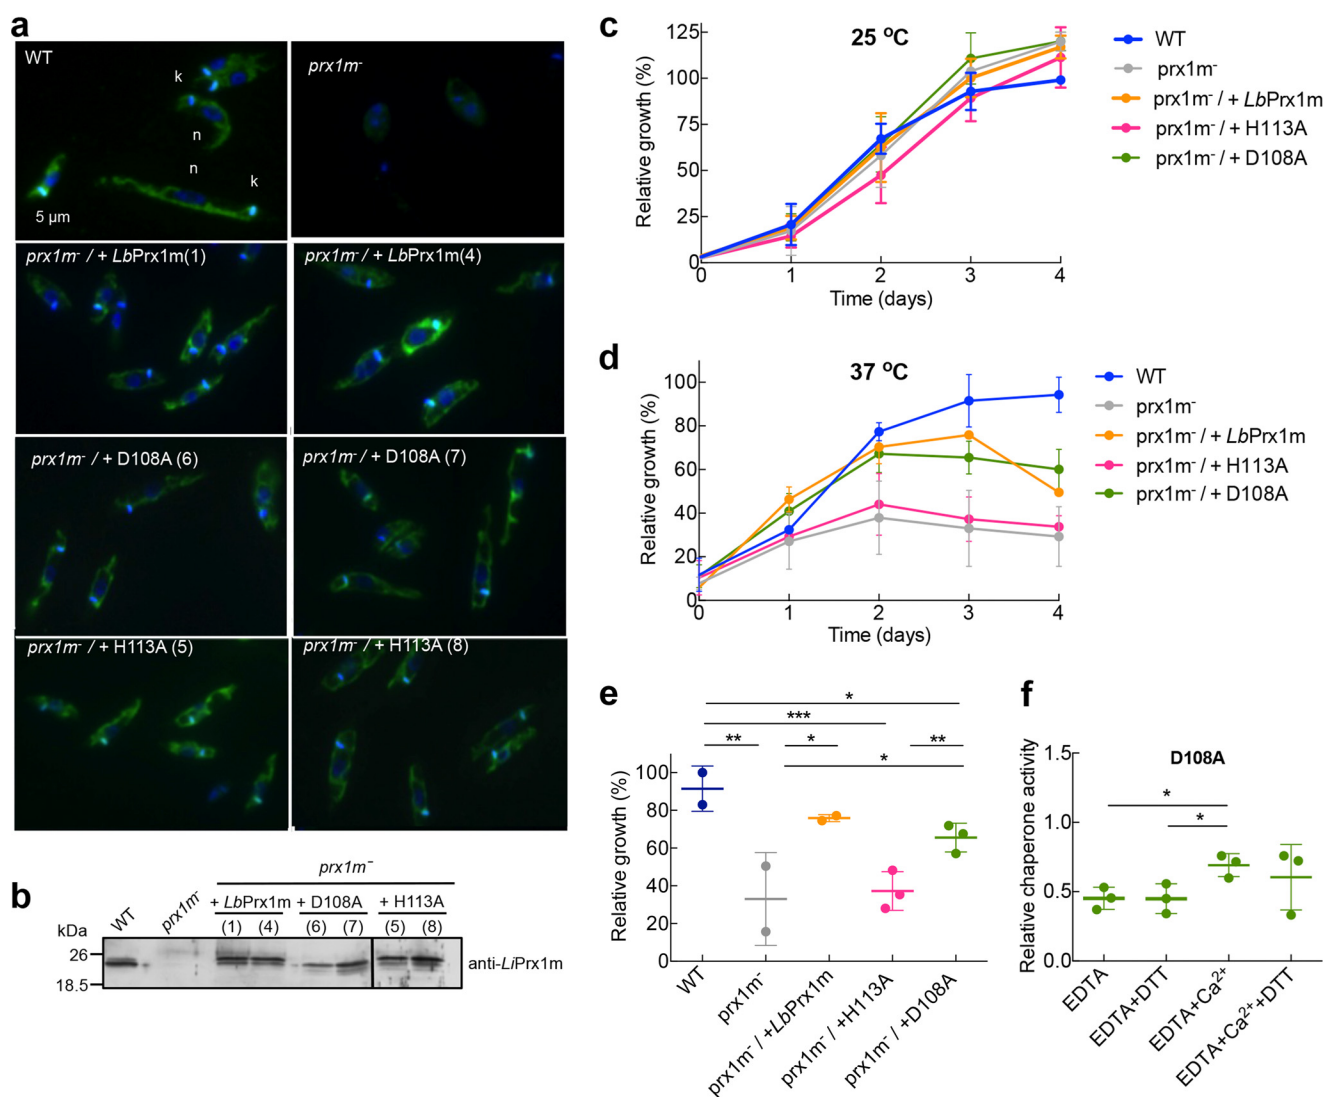 a
WT
k
n
n
k
5 µm
prx1m⁻
prx1m⁻ / + LbPrx1m(1)
prx1m⁻ / + LbPrx1m(4)
prx1m⁻ / + D108A (6)
prx1m⁻ / + D108A (7)
prx1m⁻ / + H113A (5)
prx1m⁻ / + H113A (8)
b
prx1m⁻
WT
prx1m⁻
+ LbPrx1m
+ D108A
+ H113A
kDa
(1) (4) (6) (7) (5) (8)
26
18.5
anti-LiPrx1m
c
25 °C
Relative growth (%)
125
100
75
50
25
0
0 1 2 3 4
Time (days)
WT
prx1m⁻
prx1m⁻ / + LbPrx1m
prx1m⁻ / + H113A
prx1m⁻ / + D108A
d
37 °C
Relative growth (%)
100
80
60
40
20
0
0 1 2 3 4
Time (days)
WT
prx1m⁻
prx1m⁻ / + LbPrx1m
prx1m⁻ / + H113A
prx1m⁻ / + D108A
e
*
***
** * **
*
Relative growth (%)
100
80
60
40
20
0
WT
prx1m⁻
prx1m⁻ / +LbPrx1m
prx1m⁻ / +H113A
prx1m⁻ / +D108A
f
D108A
*
*
Relative chaperone activity
1.5
1.0
0.5
0.0
EDTA
EDTA+DTT
EDTA+Ca²⁺
EDTA+Ca²⁺+DTT